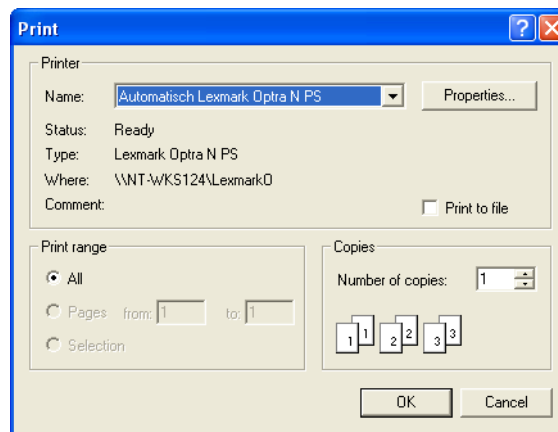 Print
Printer
Name: Automatisch Lexmark Optra N PS Properties...
Status: Ready
Type: Lexmark Optra N PS
Where: \\NT-WKS124\LexmarkO
Comment: Print to file
Print range
All
Pages from: 1 to: 1
Selection
Copies
Number of copies: 1
1 1 2 2 3 3
OK Cancel